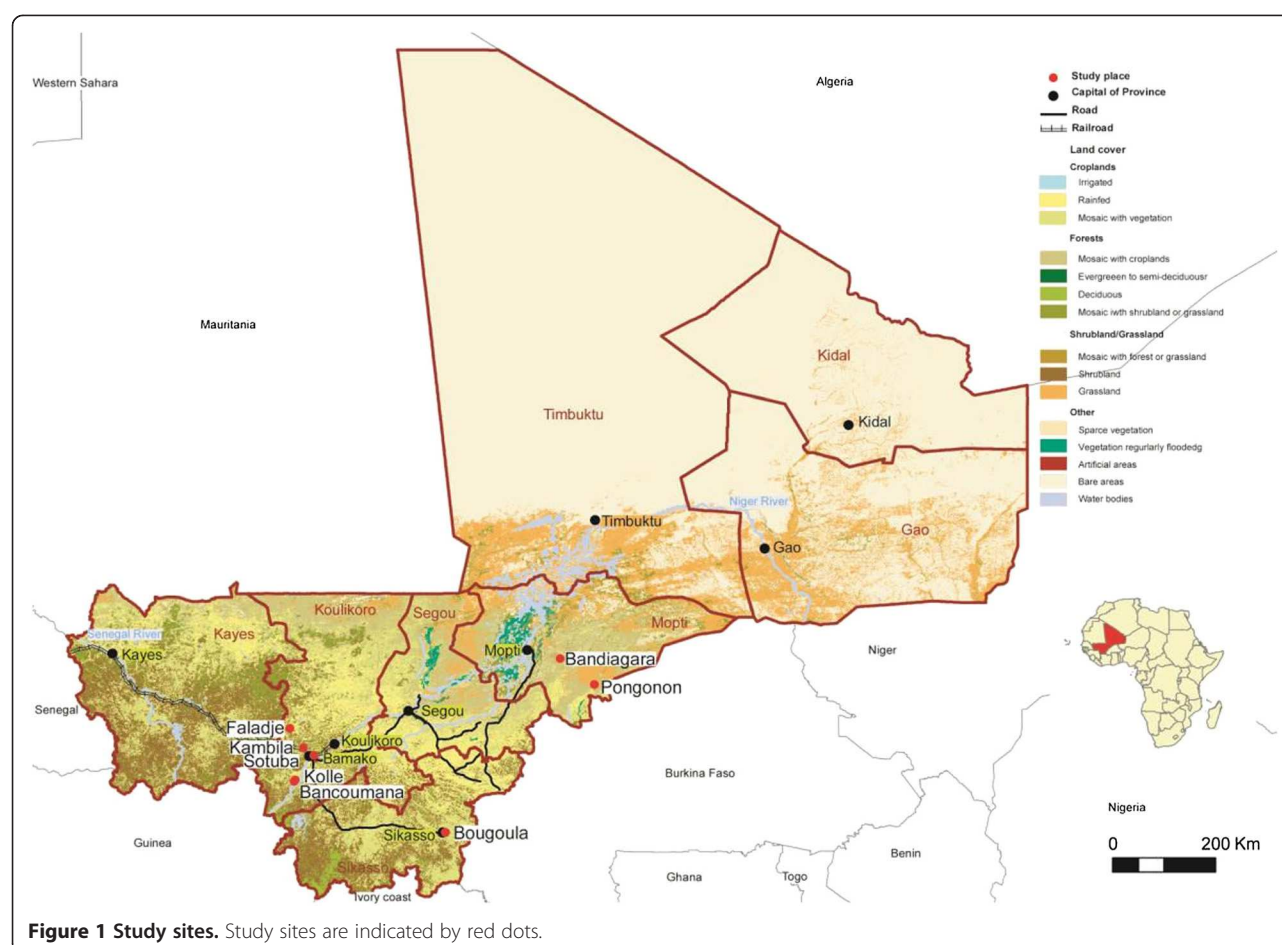 Western Sahara
Algeria
Mauritania
Study place
Capital of Province
Road
Railroad
Land cover
Croplands
Irrigated
Rainfed
Mosaic with vegetation
Forests
Mosaic with croplands
Evergreeen to semi-deciduousr
Deciduous
Mosaic iwth shrubland or grassland
Shrubland/Grassland
Mosaic with forest or grassland
Shrubland
Grassland
Other
Sparce vegetation
Vegetation regurlarly floodedg
Artificial areas
Bare areas
Water bodies
Kidal
Kidal
Timbuktu
Timbuktu
Niger River
Gao
Gao
Koulikoro
Segou
Mopti
Kayes
Senegal River
Kayes
Mopti
Bandiagara
Pongonon
Niger
Senegal
Segou
Faladje
Koulikoro
Kambila
Sotuba
Bamako
Kolle
Bancoumana
Burkina Faso
Sikasso
Bougoula
Guinea
Sikasso
Ivory coast
Ghana
Togo
Benin
Nigeria
0 200 Km
Figure 1 Study sites. Study sites are indicated by red dots.